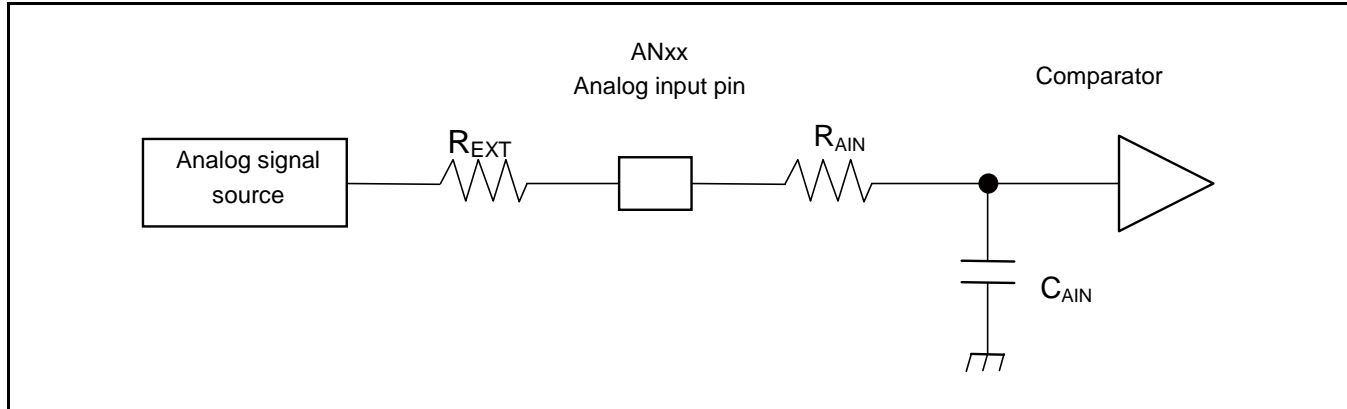 ANxx
Analog input pin
Comparator
Analog signal
source
REXT
RAIN
CAIN